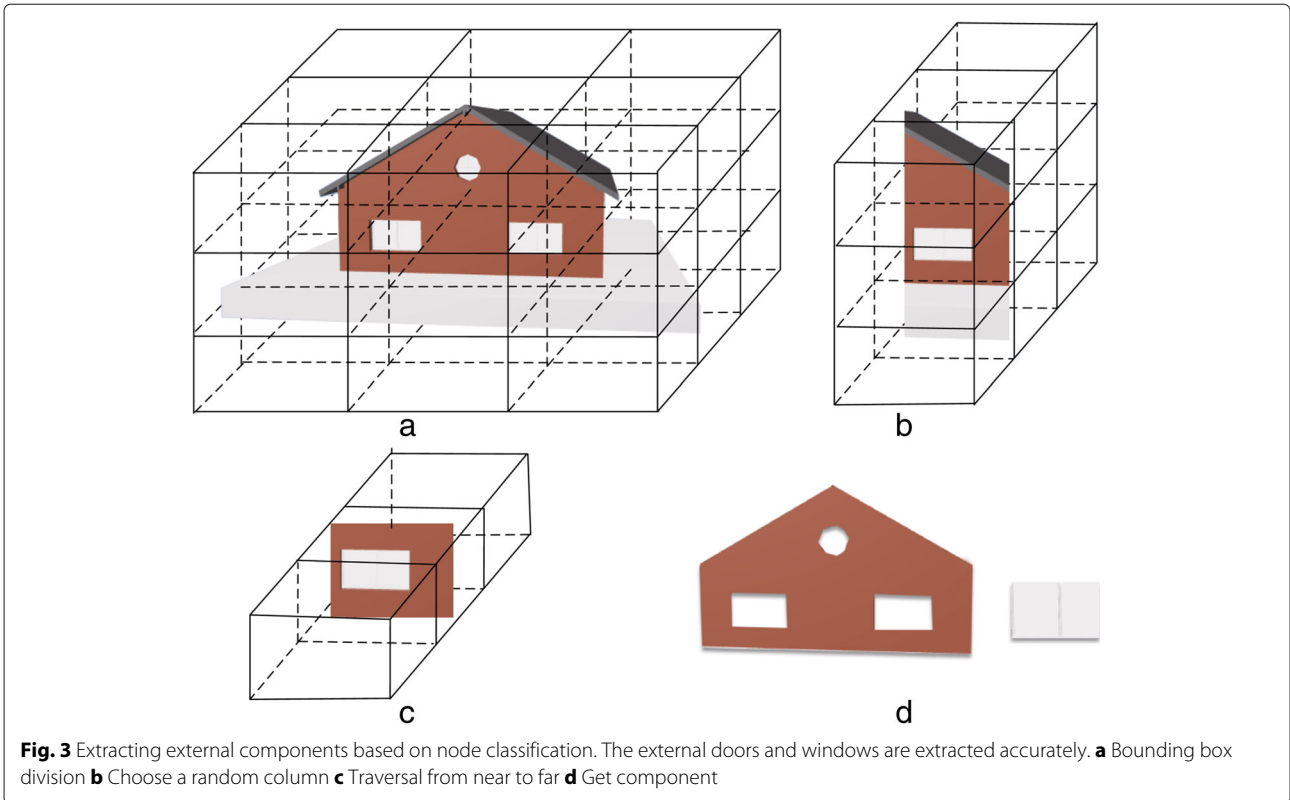 a
b
c
d
Fig. 3 Extracting external components based on node classification. The external doors and windows are extracted accurately. a Bounding box
division b Choose a random column c Traversal from near to far d Get component